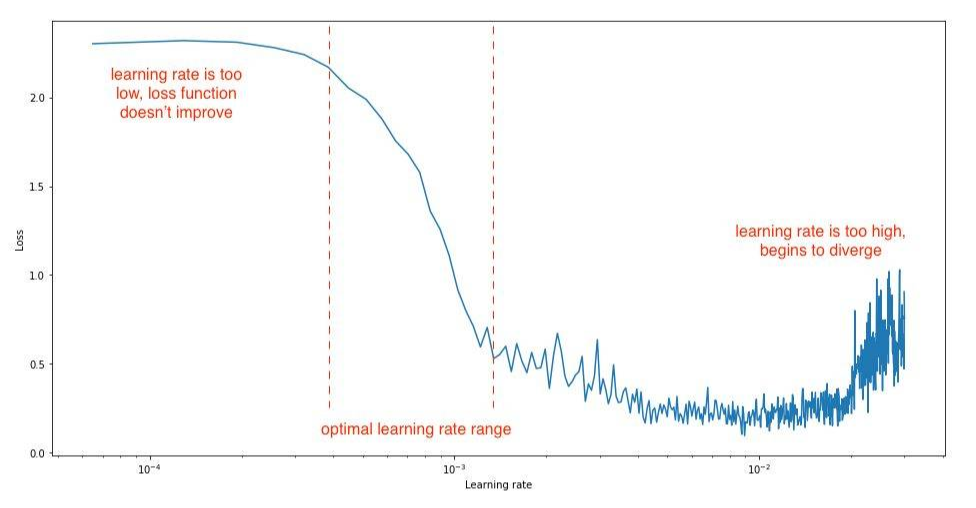 learning rate is too
low, loss function
doesn't improve
learning rate is too high,
begins to diverge
optimal learning rate range
Loss
2.0
1.5
1.0
0.5
0.0
10⁻⁴
10⁻³
10⁻²
Learning rate